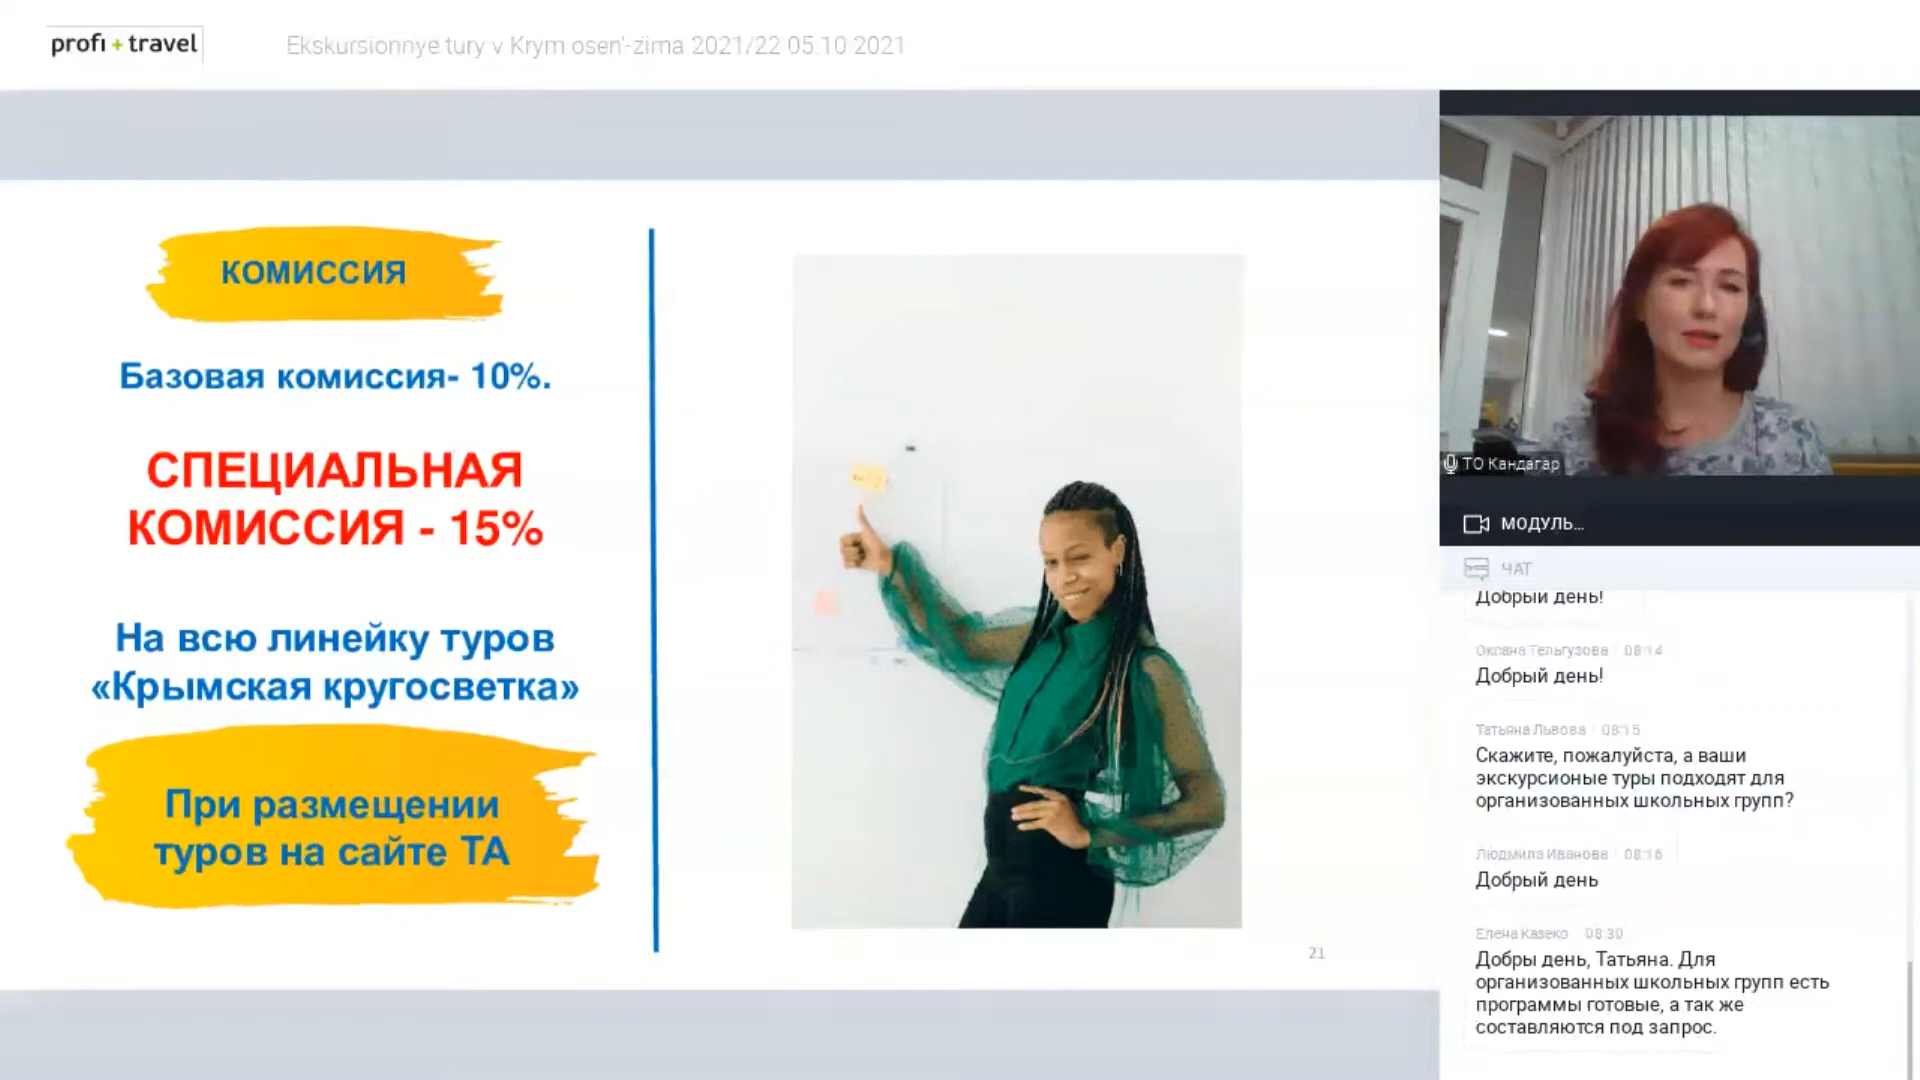 profi + travel
Ekskursionnye tury v Krym osen'-zima 2021/22 05.10 2021
КОМИССИЯ
Базовая комиссия- 10%.
СПЕЦИАЛЬНАЯ
КОМИССИЯ - 15%
На всю линейку туров
«Крымская кругосветка»
При размещении
туров на сайте ТА
21
ТО Кандагар
МОДУЛЬ...
ЧАТ
Добрый день!
Оксана Тельгузова 08:14
Добрый день!
Татьяна Львова 08:15
Скажите, пожалуйста, а ваши
экскурсионые туры подходят для
организованных школьных групп?
Людмила Иванова 08:16
Добрый день
Елена Казеко 08:30
Добры день, Татьяна. Для
организованных школьных групп есть
программы готовые, а так же
составляются под запрос.